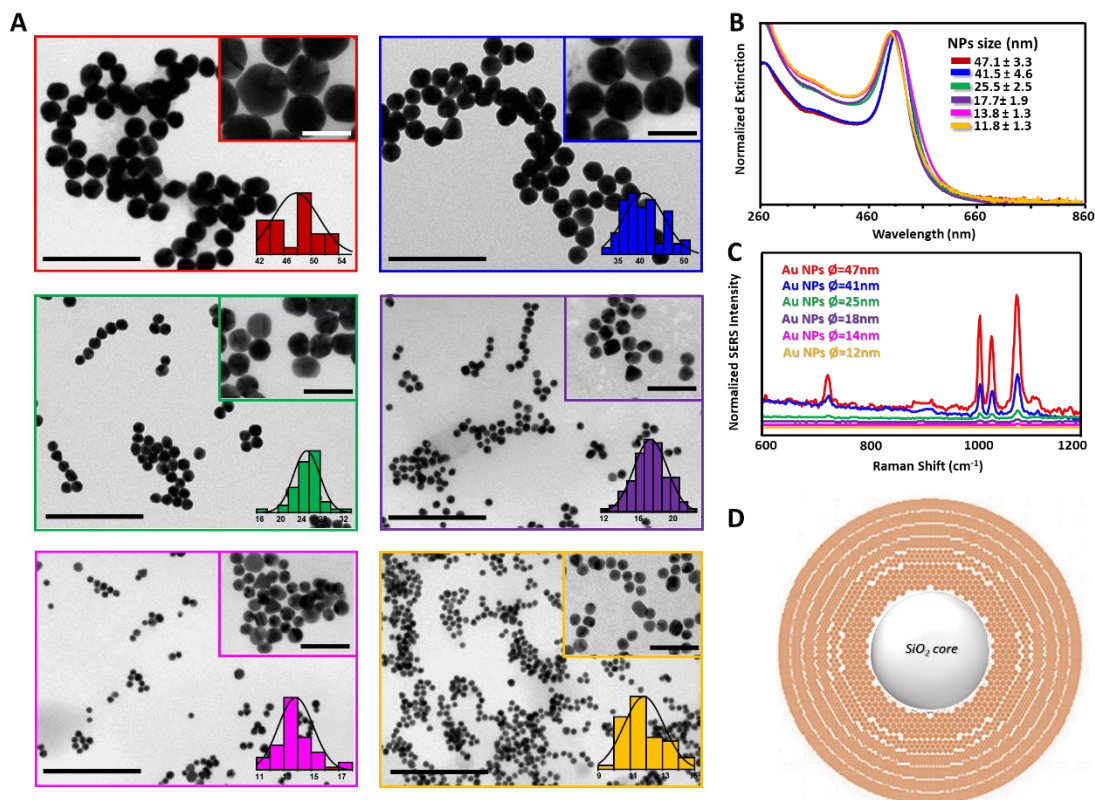 A
42 46 50 54
35 40 45 50
16 20 24 28 32
12 16 20
11 13 15 17
9 11 13 15
B
Normalized Extinction
NPs size (nm)
47.1 ± 3.3
41.5 ± 4.6
25.5 ± 2.5
17.7± 1.9
13.8 ± 1.3
11.8 ± 1.3
260 460 660 860
Wavelength (nm)
C
Normalized SERS Intensity
Au NPs Ø=47nm
Au NPs Ø=41nm
Au NPs Ø=25nm
Au NPs Ø=18nm
Au NPs Ø=14nm
Au NPs Ø=12nm
600 800 1000 1200
Raman Shift (cm⁻¹)
D
SiO₂ core